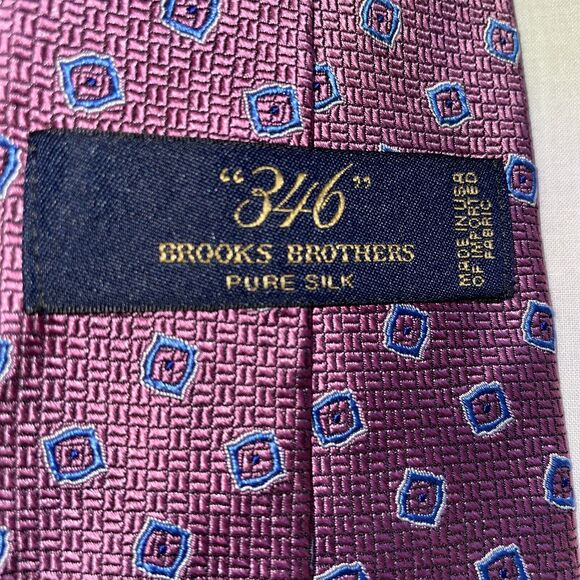 "346"
BROOKS BROTHERS
PURE SILK
MADE IN USA
OF IMPORTED
FABRIC